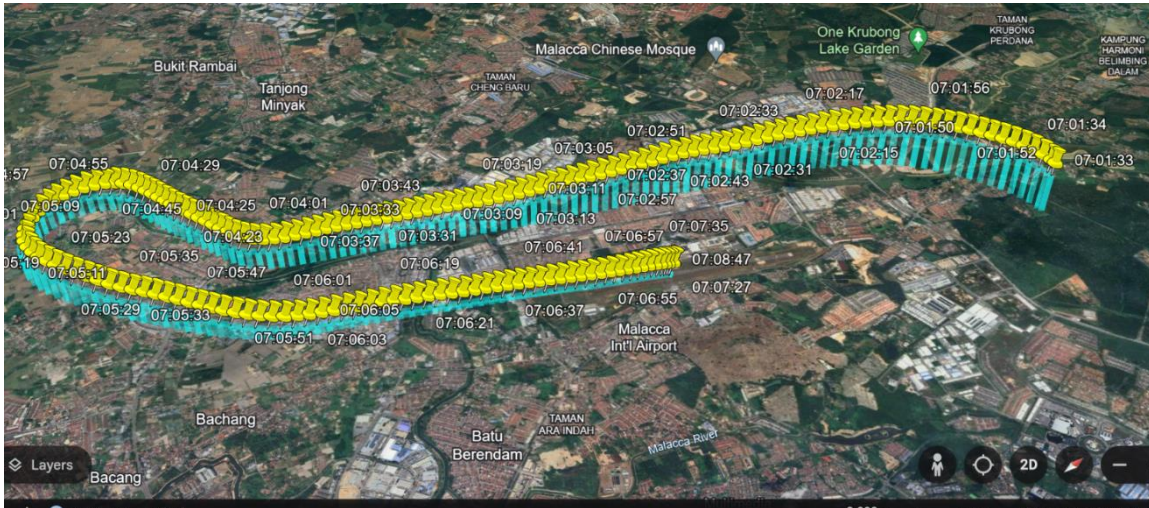 TAMAN
KRUBONG
PERDANA
One Krubong
Lake Garden
KAMPUNG
HARMONI
BELIMBING
DALAM
Malacca Chinese Mosque
Bukit Rambai
TAMAN
CHENG BARU
Tanjong
Minyak
07:01:56
07:02:17
07:02:33
07:01:34
07:02:51
07:01:50
07:03:05
07:01:52
07:01:33
07:02:15
07:04:55
07:04:29
07:03:19
07:02:31
4:57
07:03:43
07:02:37
07:02:43
07:03:11
07:04:01
07:02:57
07:05:09
07:04:45
07:04:25
07:03:33
07:03:09
07:03:13
01
07:07:35
07:05:23
07:04:23
07:03:37
07:03:31
07:06:41
07:06:57
07:05:35
07:08:47
05:19
07:05:11
07:05:47
07:06:01
07:06:19
07:07:27
07:05:29
07:05:33
07:06:05
07:06:37
07:06:55
07:06:21
07:05:51
07:06:03
Malacca
Int'l Airport
Bachang
TAMAN
ARA INDAH
Batu
Berendam
Malacca River
Layers
2D
Bacang